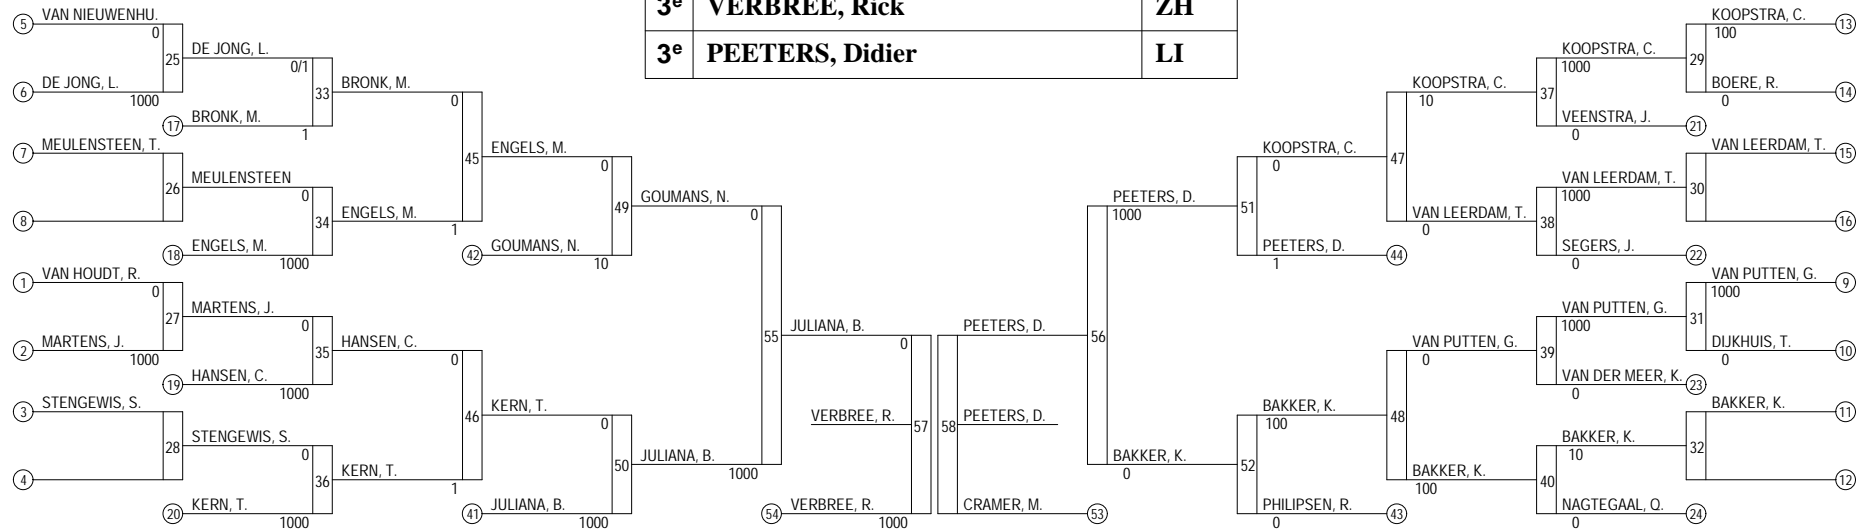 3e VERBREE, Rick ZH
3e PEETERS, Didier LI
5 VAN NIEUWENHU.
0
25
DE JONG, L.
0/1
6 DE JONG, L.
1000
33
BRONK, M.
0
17 BRONK, M.
1
7 MEULENSTEEN, T.
26
MEULENSTEEN
0
8
34
ENGELS, M.
1
18 ENGELS, M.
1000
45
ENGELS, M.
0
49
GOUMANS, N.
0
42 GOUMANS, N.
10
1 VAN HOUDT, R.
0
27
MARTENS, J.
0
2 MARTENS, J.
1000
35
HANSEN, C.
0
19 HANSEN, C.
1000
3 STENGEWIS, S.
28
STENGEWIS, S.
0
4
36
KERN, T.
1
20 KERN, T.
1000
46
KERN, T.
0
50
JULIANA, B.
1000
41 JULIANA, B.
1000
55
JULIANA, B.
0
VERBREE, R.
57
54 VERBREE, R.
1000
PEETERS, D.
58
PEETERS, D.
CRAMER, M.
53
56
PEETERS, D.
1000
51
KOOPSTRA, C.
0
PEETERS, D.
1
44
BAKKER, K.
0
52
BAKKER, K.
100
PHILIPSEN, R.
0
43
47
KOOPSTRA, C.
10
VAN LEERDAM, T.
0
48
VAN PUTTEN, G.
0
BAKKER, K.
100
37
KOOPSTRA, C.
1000
VEENSTRA, J.
0
21
38
VAN LEERDAM, T.
1000
SEGERS, J.
0
22
39
VAN PUTTEN, G.
1000
VAN DER MEER, K.
0
23
40
BAKKER, K.
10
NAGTEGAAL, Q.
0
24
29
KOOPSTRA, C.
100
13
BOERE, R.
0
14
30
VAN LEERDAM, T.
15
16
31
VAN PUTTEN, G.
1000
9
DIJKHUIS, T.
0
10
32
BAKKER, K.
11
12